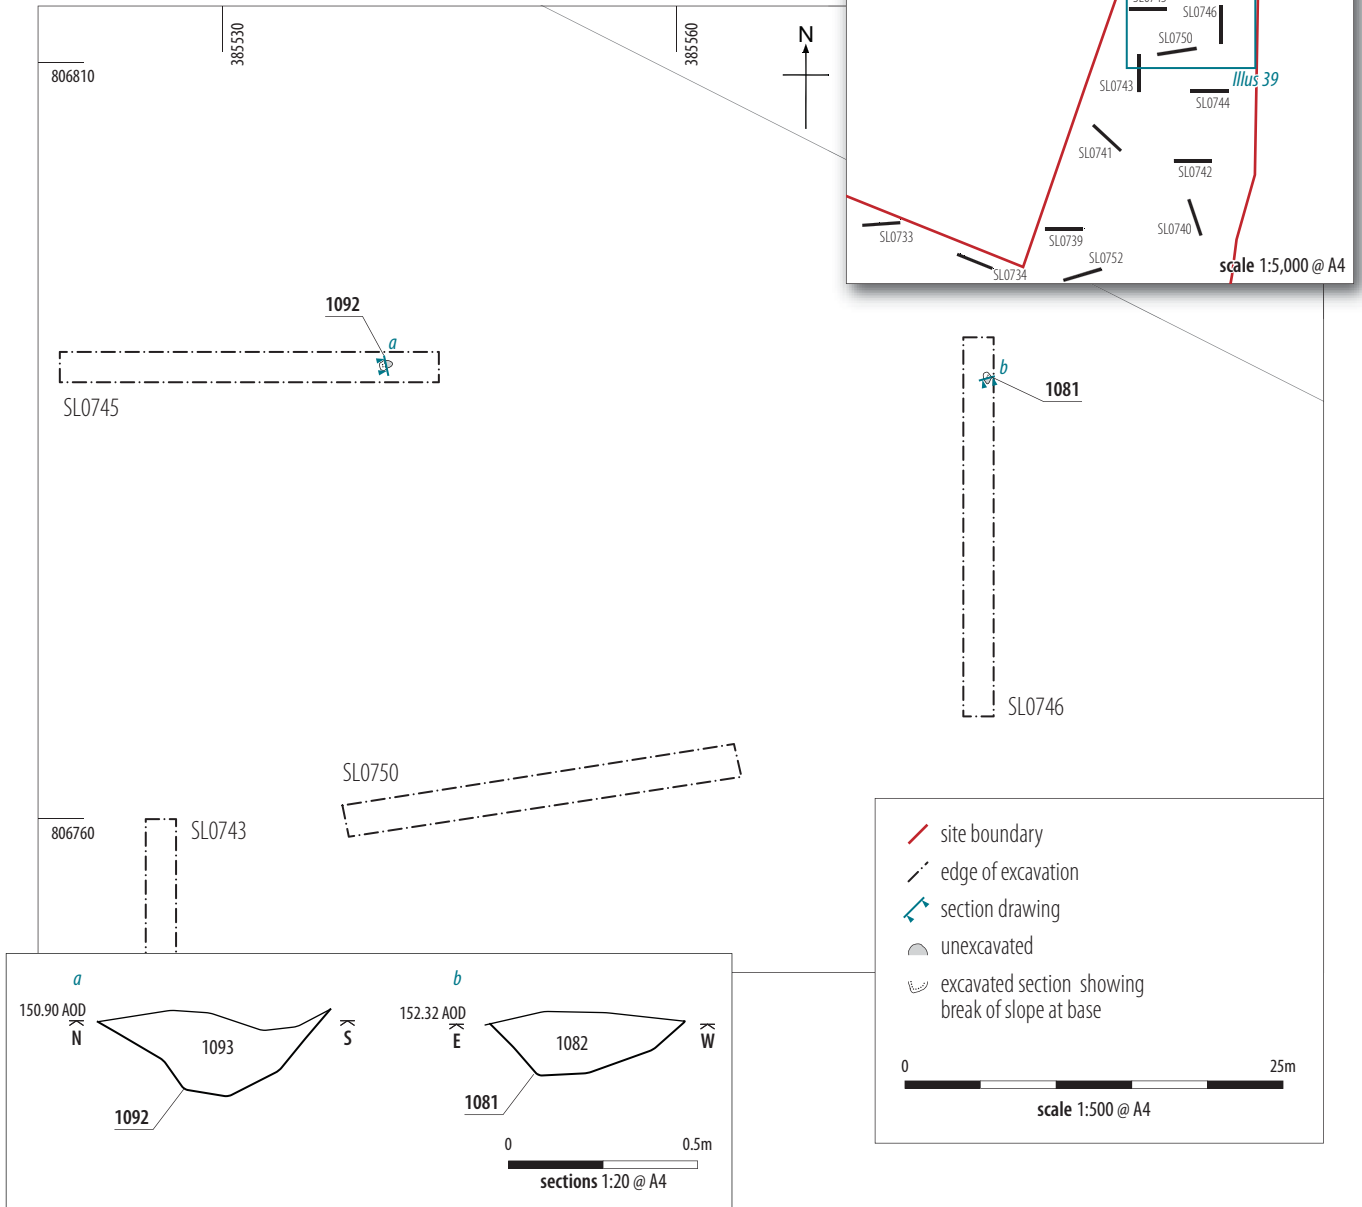 385530
385560
806810
N
SL0746
SL0750
SL0743
Illus 39
SL0744
SL0741
SL0742
SL0733
SL0739
SL0740
SL0752
SL0734
scale 1:5,000 @ A4
1092
a
SL0745
b
1081
SL0746
SL0750
806760
SL0743
site boundary
edge of excavation
section drawing
unexcavated
excavated section showing
break of slope at base
0 25m
scale 1:500 @ A4
a
150.90 AOD
N
S
1093
1092
b
152.32 AOD
E
W
1082
1081
0 0.5m
sections 1:20 @ A4